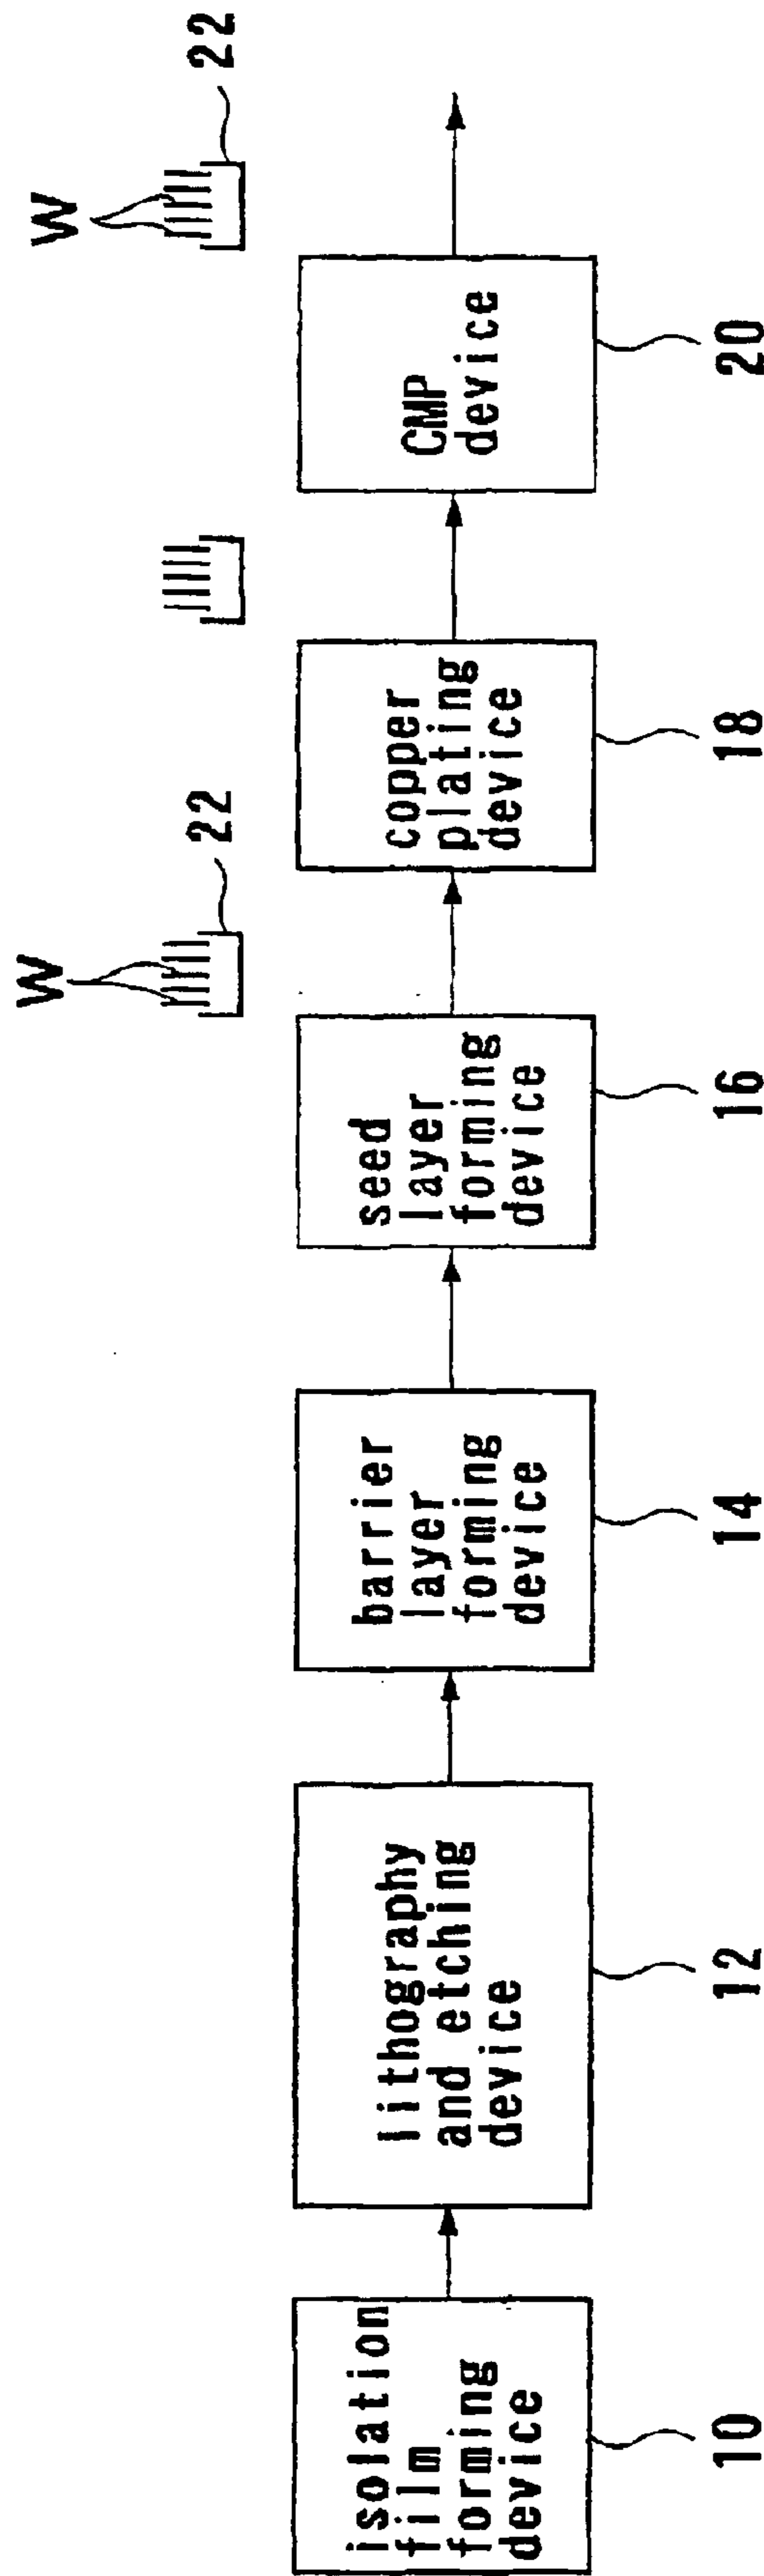 W
22
W
22
isolation
film
forming
device
lithography
and etching
device
barrier
layer
forming
device
seed
layer
forming
device
copper
plating
device
CMP
device
10
12
14
16
18
20